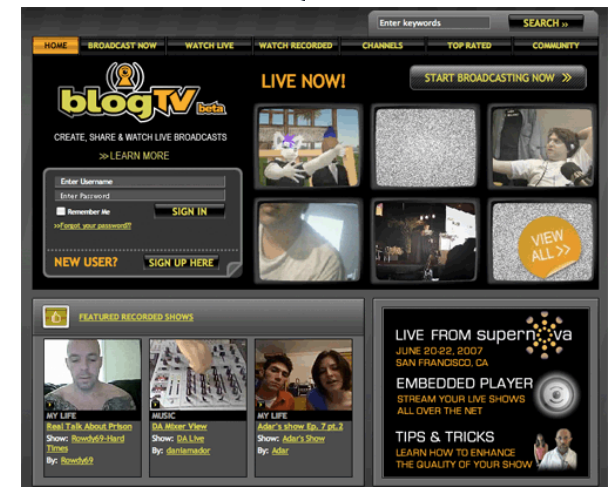 Enter keywords
SEARCH »
HOME
BROADCAST NOW
WATCH LIVE
WATCH RECORDED
CHANNELS
TOP RATED
COMMUNITY
blogTV beta
LIVE NOW!
START BROADCASTING NOW »
CREATE, SHARE & WATCH LIVE BROADCASTS
>>LEARN MORE
Enter Username
Enter Password
Remember Me
SIGN IN
>>Forgot your password?
NEW USER?
SIGN UP HERE
VIEW
ALL>>
FEATURED RECORDED SHOWS
MY LIFE
Real Talk About Prison
Show: Rowdy69-Hard
Times
By: Rowdy69
MUSIC
DA Mixer View
Show: DA Live
By: daniamador
MY LIFE
Adar's show Ep. 7 pt.2
Show: Adar's Show
By: Adar
LIVE FROM supernova
JUNE 20-22, 2007
SAN FRANCISCO, CA
EMBEDDED PLAYER
STREAM YOUR LIVE SHOWS
ALL OVER THE NET
TIPS & TRICKS
LEARN HOW TO ENHANCE
THE QUALITY OF YOUR SHOW